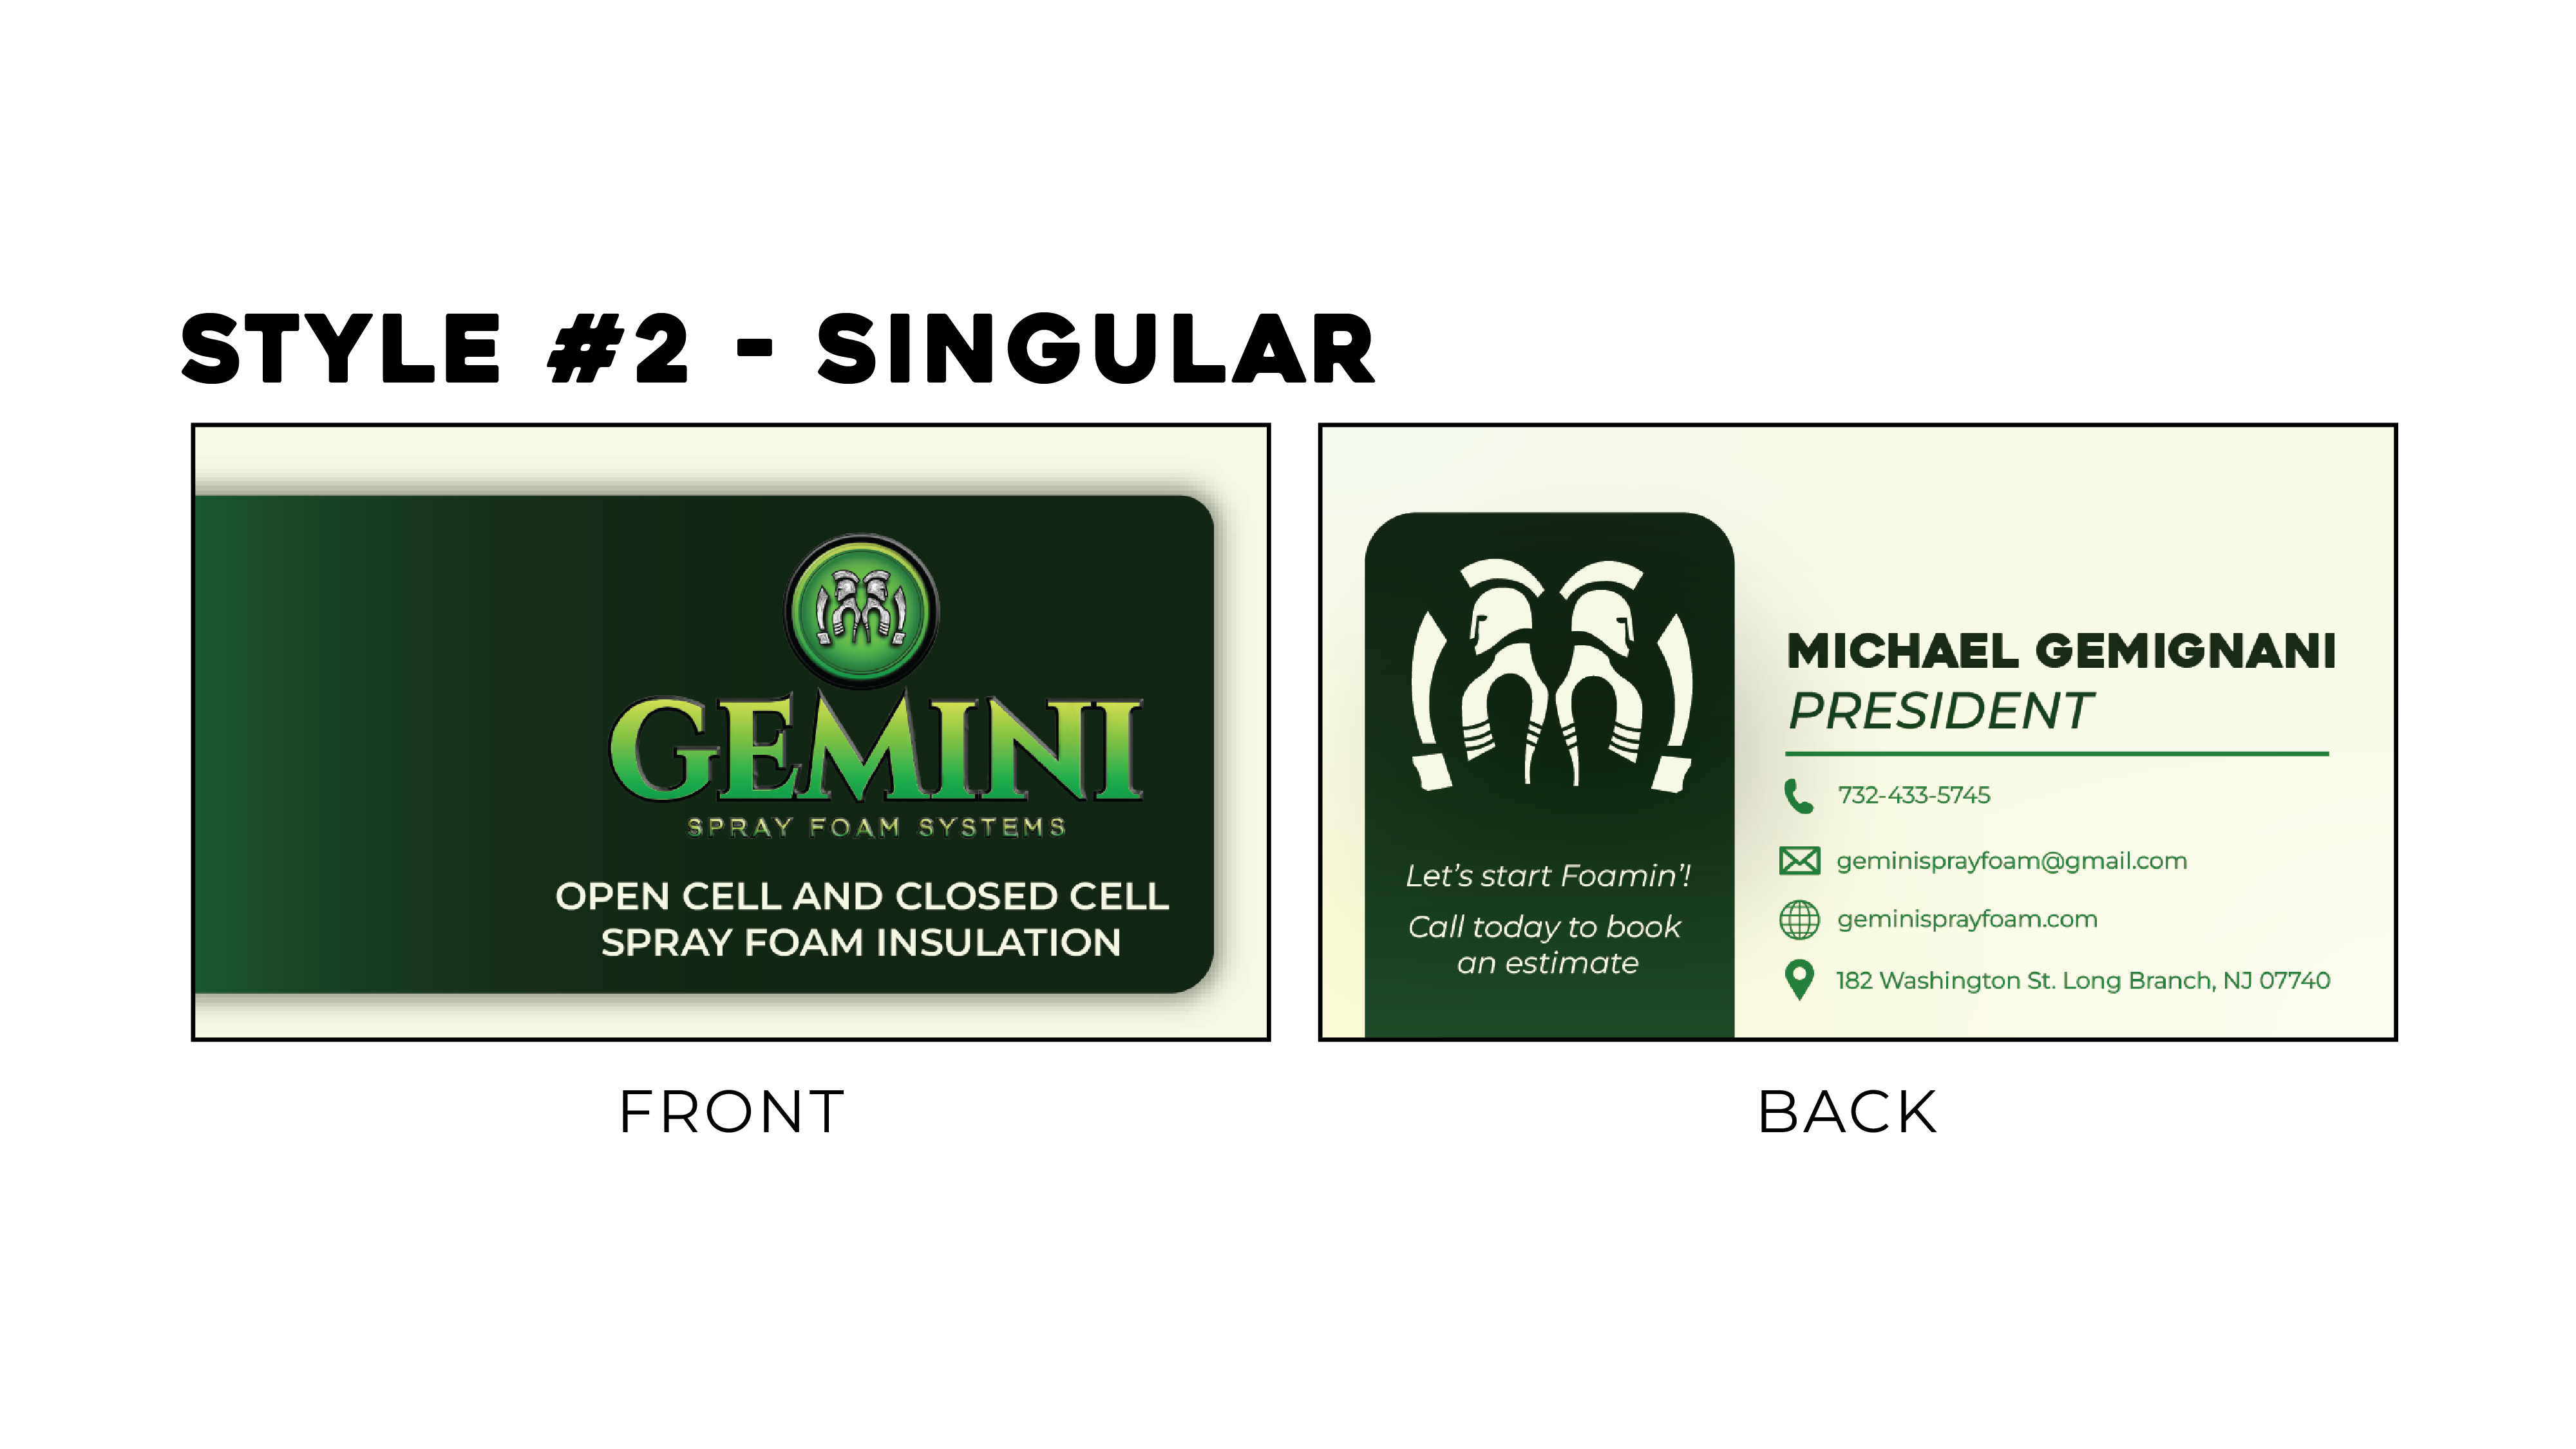 STYLE #2 - SINGULAR
GEMINI
SPRAY FOAM SYSTEMS
OPEN CELL AND CLOSED CELL
SPRAY FOAM INSULATION
FRONT
Let's start Foamin'!
Call today to book
an estimate
MICHAEL GEMIGNANI
PRESIDENT
732-433-5745
geminisprayfoam@gmail.com
geminisprayfoam.com
182 Washington St. Long Branch, NJ 07740
BACK